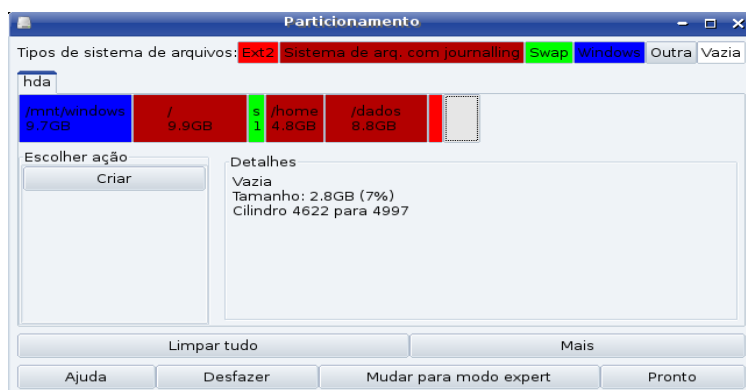 Particionamento
Tipos de sistema de arquivos: Ext2 Sistema de arq. com journalling Swap Windows Outra Vazia
hda
/mnt/windows / s /home /dados
9.7GB 9.9GB 1 4.8GB 8.8GB
Escolher ação
Criar
Detalhes
Vazia
Tamanho: 2.8GB (7%)
Cilindro 4622 para 4997
Limpar tudo Mais
Ajuda Desfazer Mudar para modo expert Pronto